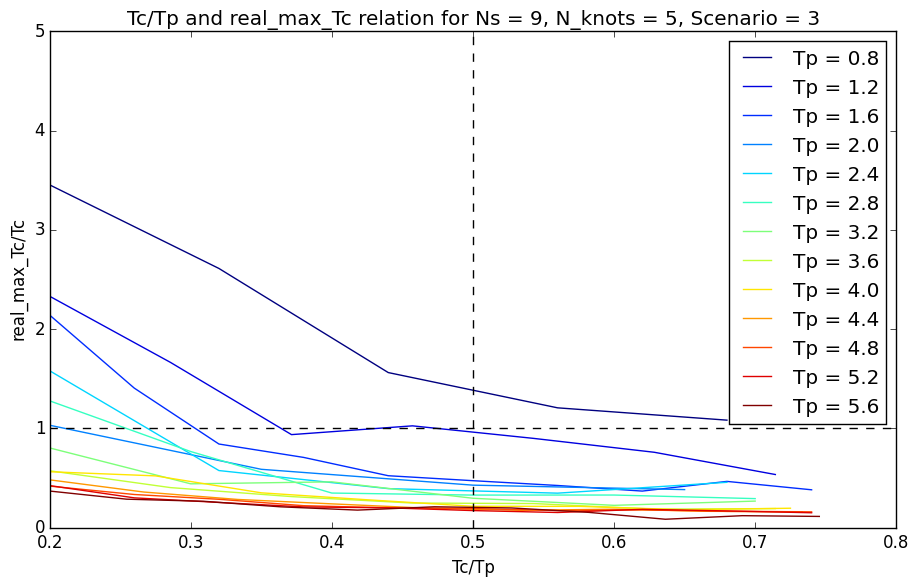 Tc/Tp and real_max_Tc relation for Ns = 9, N_knots = 5, Scenario = 3
5
4
3
2
1
0
real_max_Tc/Tc
Tp = 0.8
Tp = 1.2
Tp = 1.6
Tp = 2.0
Tp = 2.4
Tp = 2.8
Tp = 3.2
Tp = 3.6
Tp = 4.0
Tp = 4.4
Tp = 4.8
Tp = 5.2
Tp = 5.6
0.2 0.3 0.4 0.5 0.6 0.7 0.8
Tc/Tp